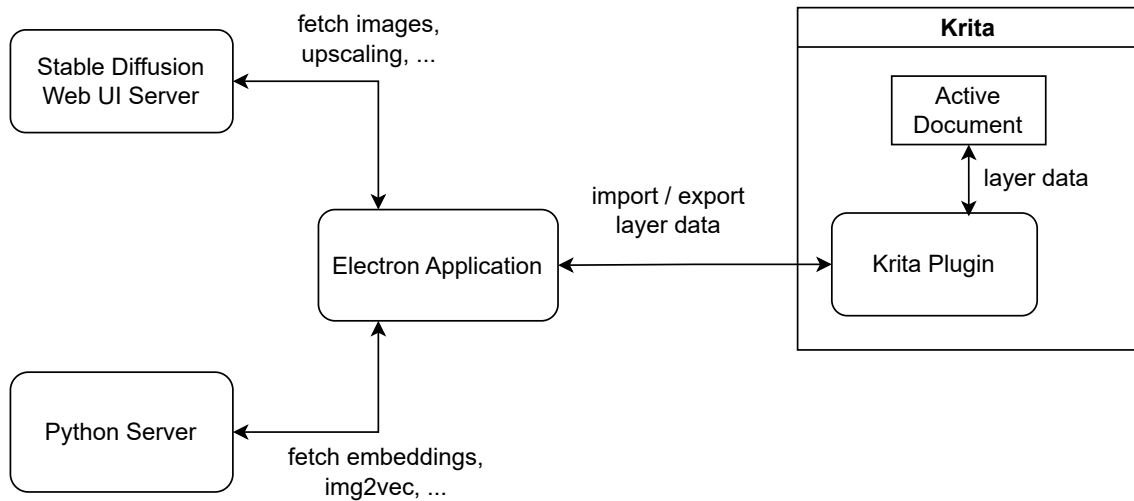 fetch images,
upscaling, ...
Stable Diffusion
Web UI Server
Krita
Active
Document
layer data
import / export
layer data
Electron Application
Krita Plugin
Python Server
fetch embeddings,
img2vec, ...